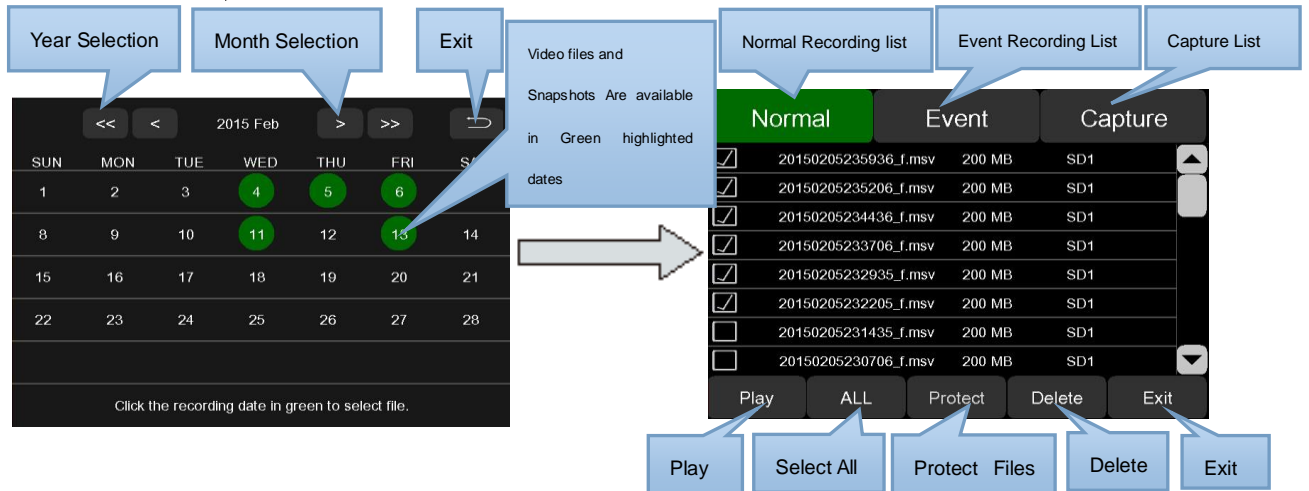 Year Selection
Month Selection
Exit
Video files and
Snapshots Are available
in Green highlighted
dates
Normal Recording list
Event Recording List
Capture List
<< < 2015 Feb > >>
SUN MON TUE WED THU FRI
1 2 3 4 5 6
8 9 10 11 12 13 14
15 16 17 18 19 20 21
22 23 24 25 26 27 28
Click the recording date in green to select file.
Normal Event Capture
20150205235936_f.msv 200 MB SD1
20150205235206_f.msv 200 MB SD1
20150205234436_f.msv 200 MB SD1
20150205233706_f.msv 200 MB SD1
20150205232935_f.msv 200 MB SD1
20150205232205_f.msv 200 MB SD1
20150205231435_f.msv 200 MB SD1
20150205230706_f.msv 200 MB SD1
Play ALL Protect Delete Exit
Play
Select All
Protect Files
Delete
Exit